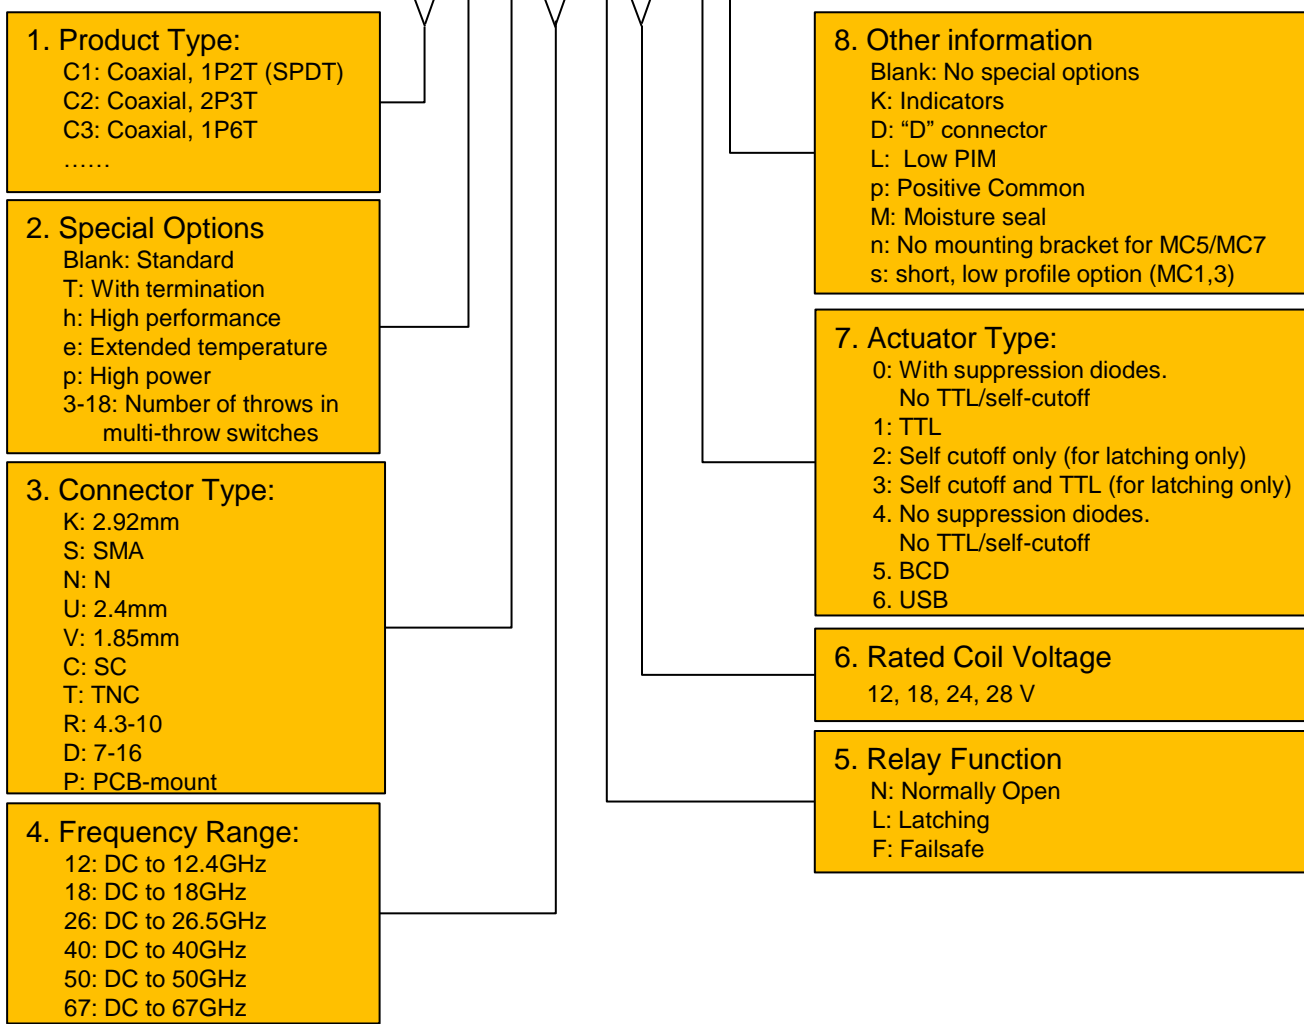 1. Product Type:
C1: Coaxial, 1P2T (SPDT)
C2: Coaxial, 2P3T
C3: Coaxial, 1P6T
……
2. Special Options
Blank: Standard
T: With termination
h: High performance
e: Extended temperature
p: High power
3-18: Number of throws in
multi-throw switches
3. Connector Type:
K: 2.92mm
S: SMA
N: N
U: 2.4mm
V: 1.85mm
C: SC
T: TNC
R: 4.3-10
D: 7-16
P: PCB-mount
4. Frequency Range:
12: DC to 12.4GHz
18: DC to 18GHz
26: DC to 26.5GHz
40: DC to 40GHz
50: DC to 50GHz
67: DC to 67GHz
8. Other information
Blank: No special options
K: Indicators
D: “D” connector
L: Low PIM
p: Positive Common
M: Moisture seal
n: No mounting bracket for MC5/MC7
s: short, low profile option (MC1,3)
7. Actuator Type:
0: With suppression diodes.
No TTL/self-cutoff
1: TTL
2: Self cutoff only (for latching only)
3: Self cutoff and TTL (for latching only)
4. No suppression diodes.
No TTL/self-cutoff
5. BCD
6. USB
6. Rated Coil Voltage
12, 18, 24, 28 V
5. Relay Function
N: Normally Open
L: Latching
F: Failsafe